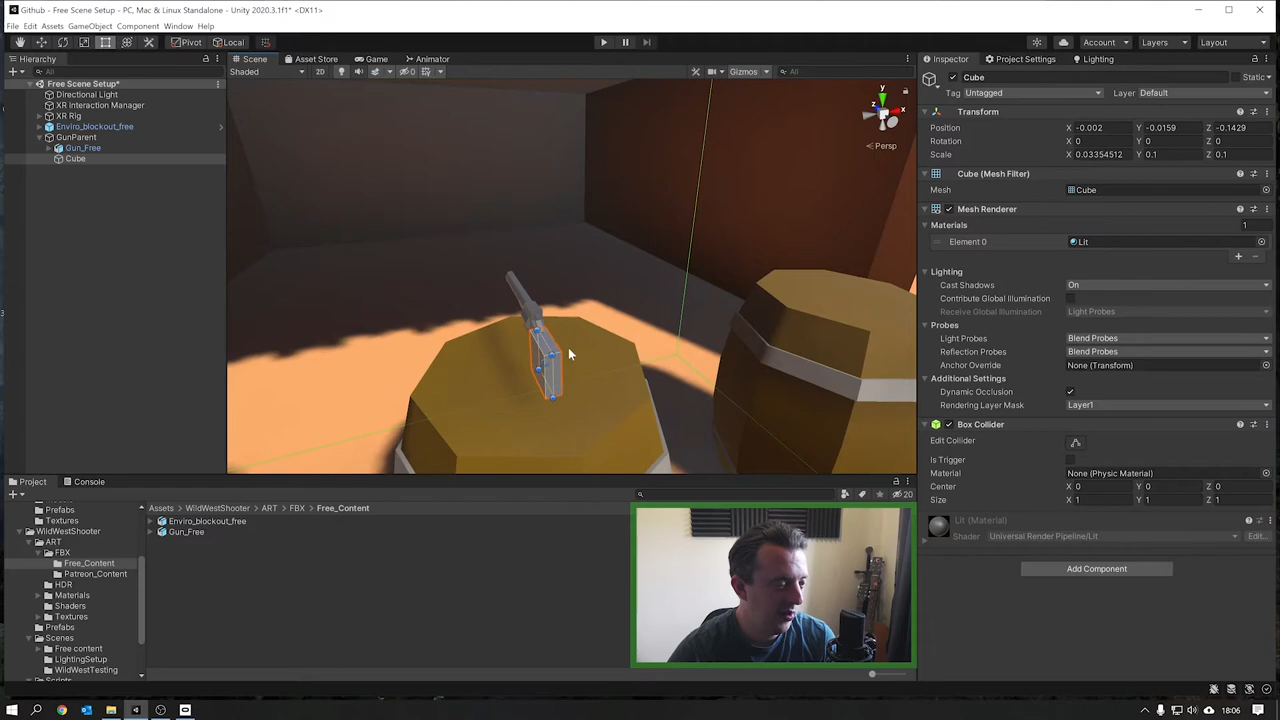 Github - Free Scene Setup - PC, Mac & Linux Standalone - Unity 2020.3.1f1* <DX11>
File Edit Assets GameObject Component Window Help
Pivot Local Account Layers Layout
Hierarchy
All
Free Scene Setup*
Directional Light
XR Interaction Manager
XR Rig
Enviro_blockout_free
GunParent
Gun_Free
Cube
Scene Asset Store Game Animator
Shaded 2D 0 Gizmos All
y
x
z
Persp
Inspector Project Settings Lighting
Cube Static
Tag Untagged Layer Default
Transform
Position X -0.002 Y -0.0159 Z -0.1429
Rotation X 0 Y 0 Z 0
Scale X 0.03354512 Y 0.1 Z 0.1
Cube (Mesh Filter)
Mesh Cube
Mesh Renderer
Materials 1
Element 0 Lit
Lighting
Cast Shadows On
Contribute Global Illumination
Receive Global Illumination Light Probes
Probes
Light Probes Blend Probes
Reflection Probes Blend Probes
Anchor Override None (Transform)
Additional Settings
Dynamic Occlusion
Rendering Layer Mask Layer1
Box Collider
Edit Collider
Is Trigger
Material None (Physic Material)
Center X 0 Y 0 Z 0
Size X 1 Y 1 Z 1
Lit (Material)
Shader Universal Render Pipeline/Lit Edit...
Add Component
Project Console
20
Prefabs
Textures
WildWestShooter
ART
FBX
Free_Content
Patreon_Content
HDR
Materials
Shaders
Textures
Prefabs
Scenes
Free content
LightingSetup
WildWestTesting
Scripts
Assets > WildWestShooter > ART > FBX > Free_Content
Enviro_blockout_free
Gun_Free
18:06